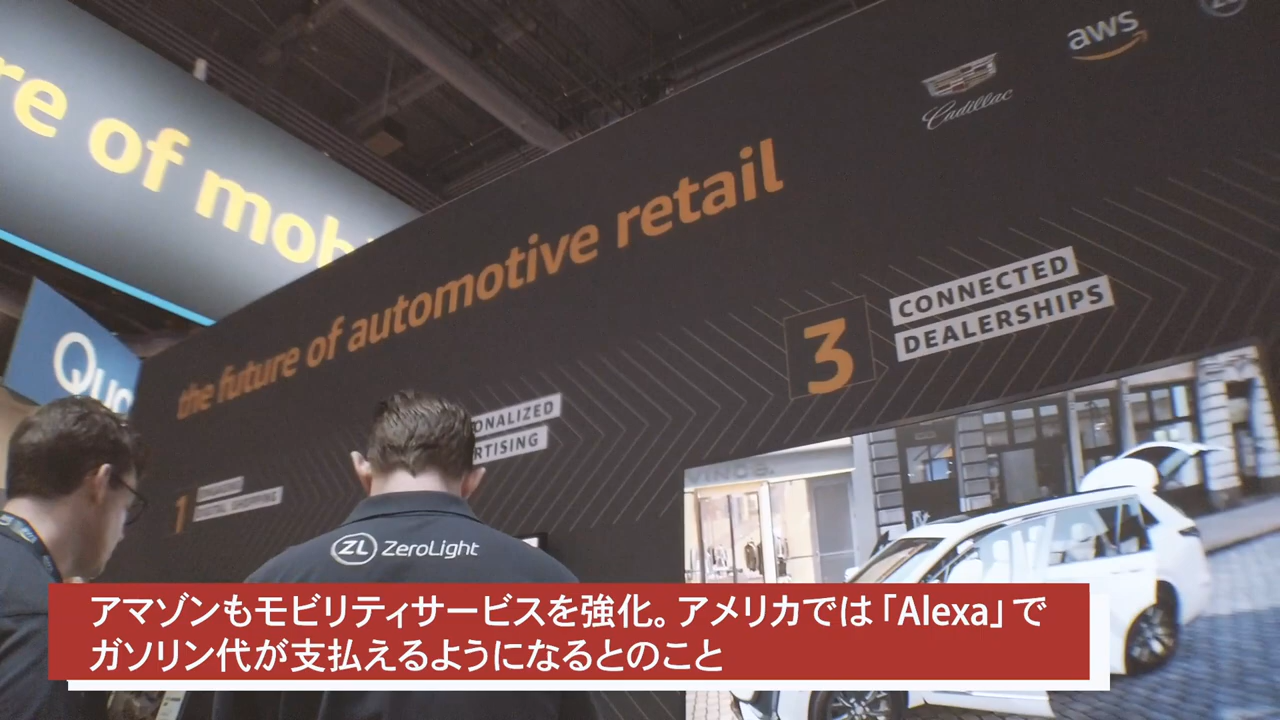 re of mobi
aws
Cadillac
the future of automotive retail
3
CONNECTED
DEALERSHIPS
Quo
ONALIZED
RTISING
1
VINCE.
ZL ZeroLight
アマゾンもモビリティサービスを強化。アメリカでは「Alexa」で
ガソリン代が支払えるようになるとのこと